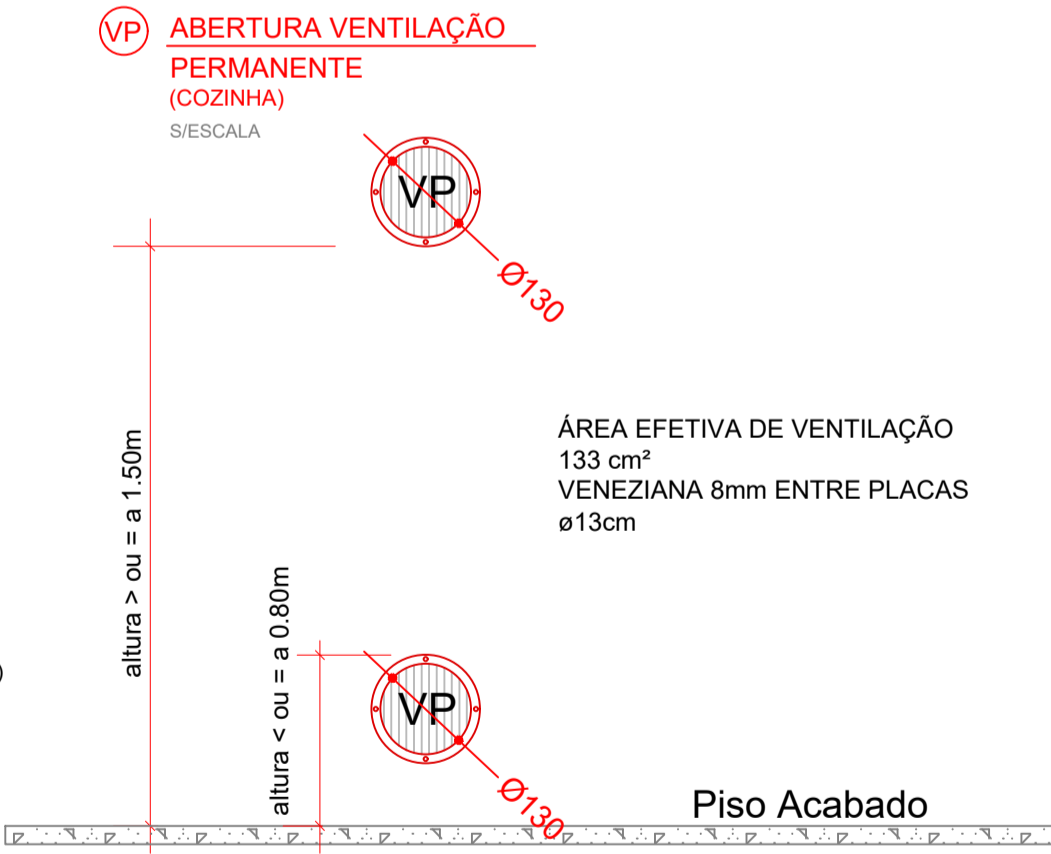 VP
ABERTURA VENTILAÇÃO
PERMANENTE
(COZINHA)
S/ESCALA
VP
Ø130
altura > ou = a 1.50m
ÁREA EFETIVA DE VENTILAÇÃO
133 cm²
VENEZIANA 8mm ENTRE PLACAS
ø13cm
altura < ou = a 0.80m
VP
Ø130
Piso Acabado
)